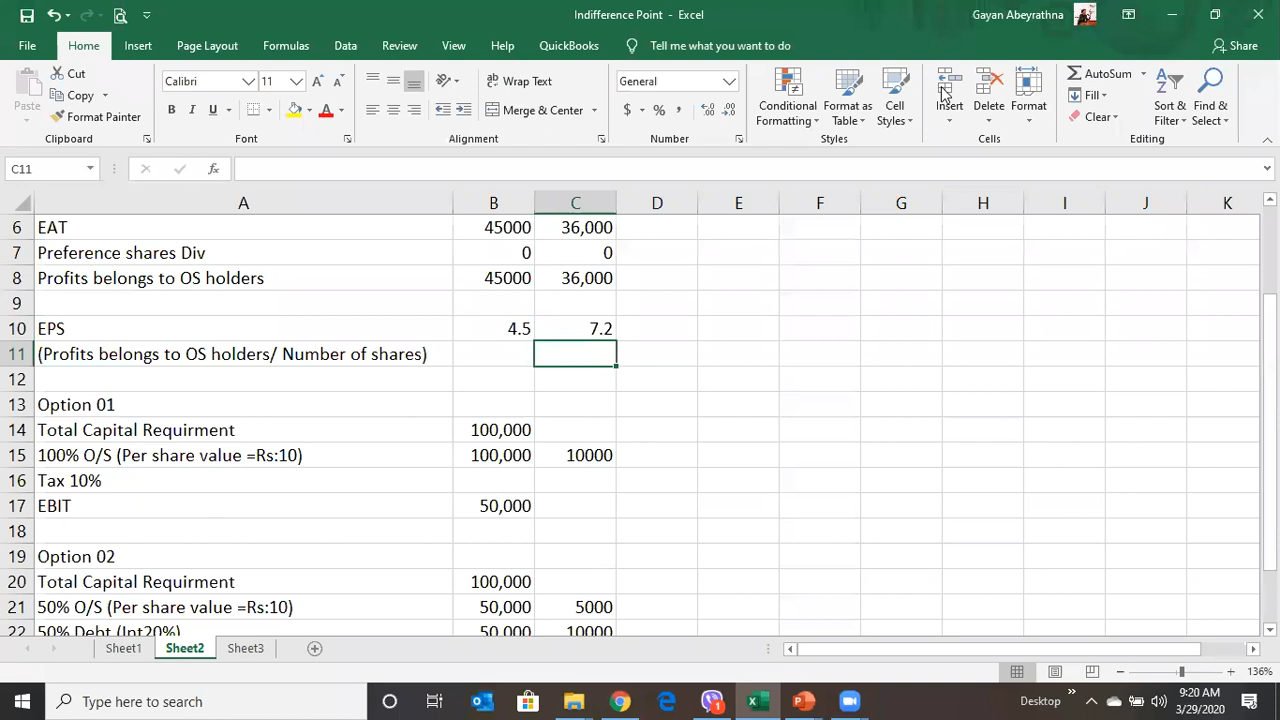 Indifference Point - Excel
Gayan Abeyrathna
File Home Insert Page Layout Formulas Data Review View Help QuickBooks Tell me what you want to do Share
Paste
Cut
Copy
Format Painter
Clipboard
Calibri 11
B I U A
Font
Wrap Text
Merge & Center
Alignment
General
$ % ,
Number
Conditional Formatting
Format as Table
Cell Styles
Styles
Insert Delete Format
Cells
AutoSum
Fill
Clear
Sort & Filter
Find & Select
Editing
C11 fx
A B C D E F G H I J K
6 EAT 45000 36,000
7 Preference shares Div 0 0
8 Profits belongs to OS holders 45000 36,000
9
10 EPS 4.5 7.2
11 (Profits belongs to OS holders/ Number of shares)
12
13 Option 01
14 Total Capital Requirment 100,000
15 100% O/S (Per share value =Rs:10) 100,000 10000
16 Tax 10%
17 EBIT 50,000
18
19 Option 02
20 Total Capital Requirment 100,000
21 50% O/S (Per share value =Rs:10) 50,000 5000
22 50% Debt (Int20%) 50,000 10000
Sheet1 Sheet2 Sheet3
136%
Type here to search
Desktop
9:20 AM
3/29/2020